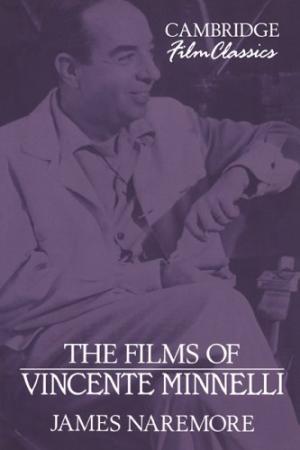 CAMBRIDGE
Film Classics
THE FILMS OF
VINCENTE MINNELLI
JAMES NAREMORE